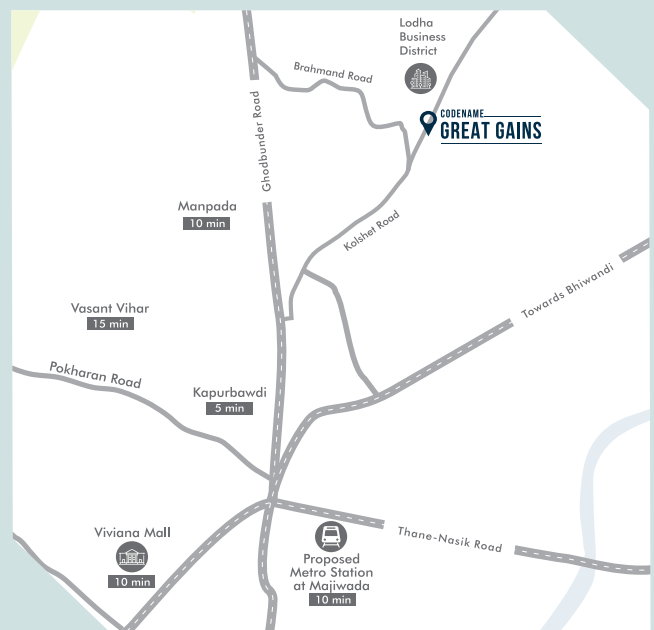 Lodha
Business
District
Brahmand Road
CODENAME
GREAT GAINS
Ghodbunder Road
Manpada
10 min
Kolshet Road
Towards Bhiwandi
Vasant Vihar
15 min
Pokharan Road
Kapurbawdi
5 min
Viviana Mall
10 min
Thane-Nasik Road
Proposed
Metro Station
at Majiwada
10 min